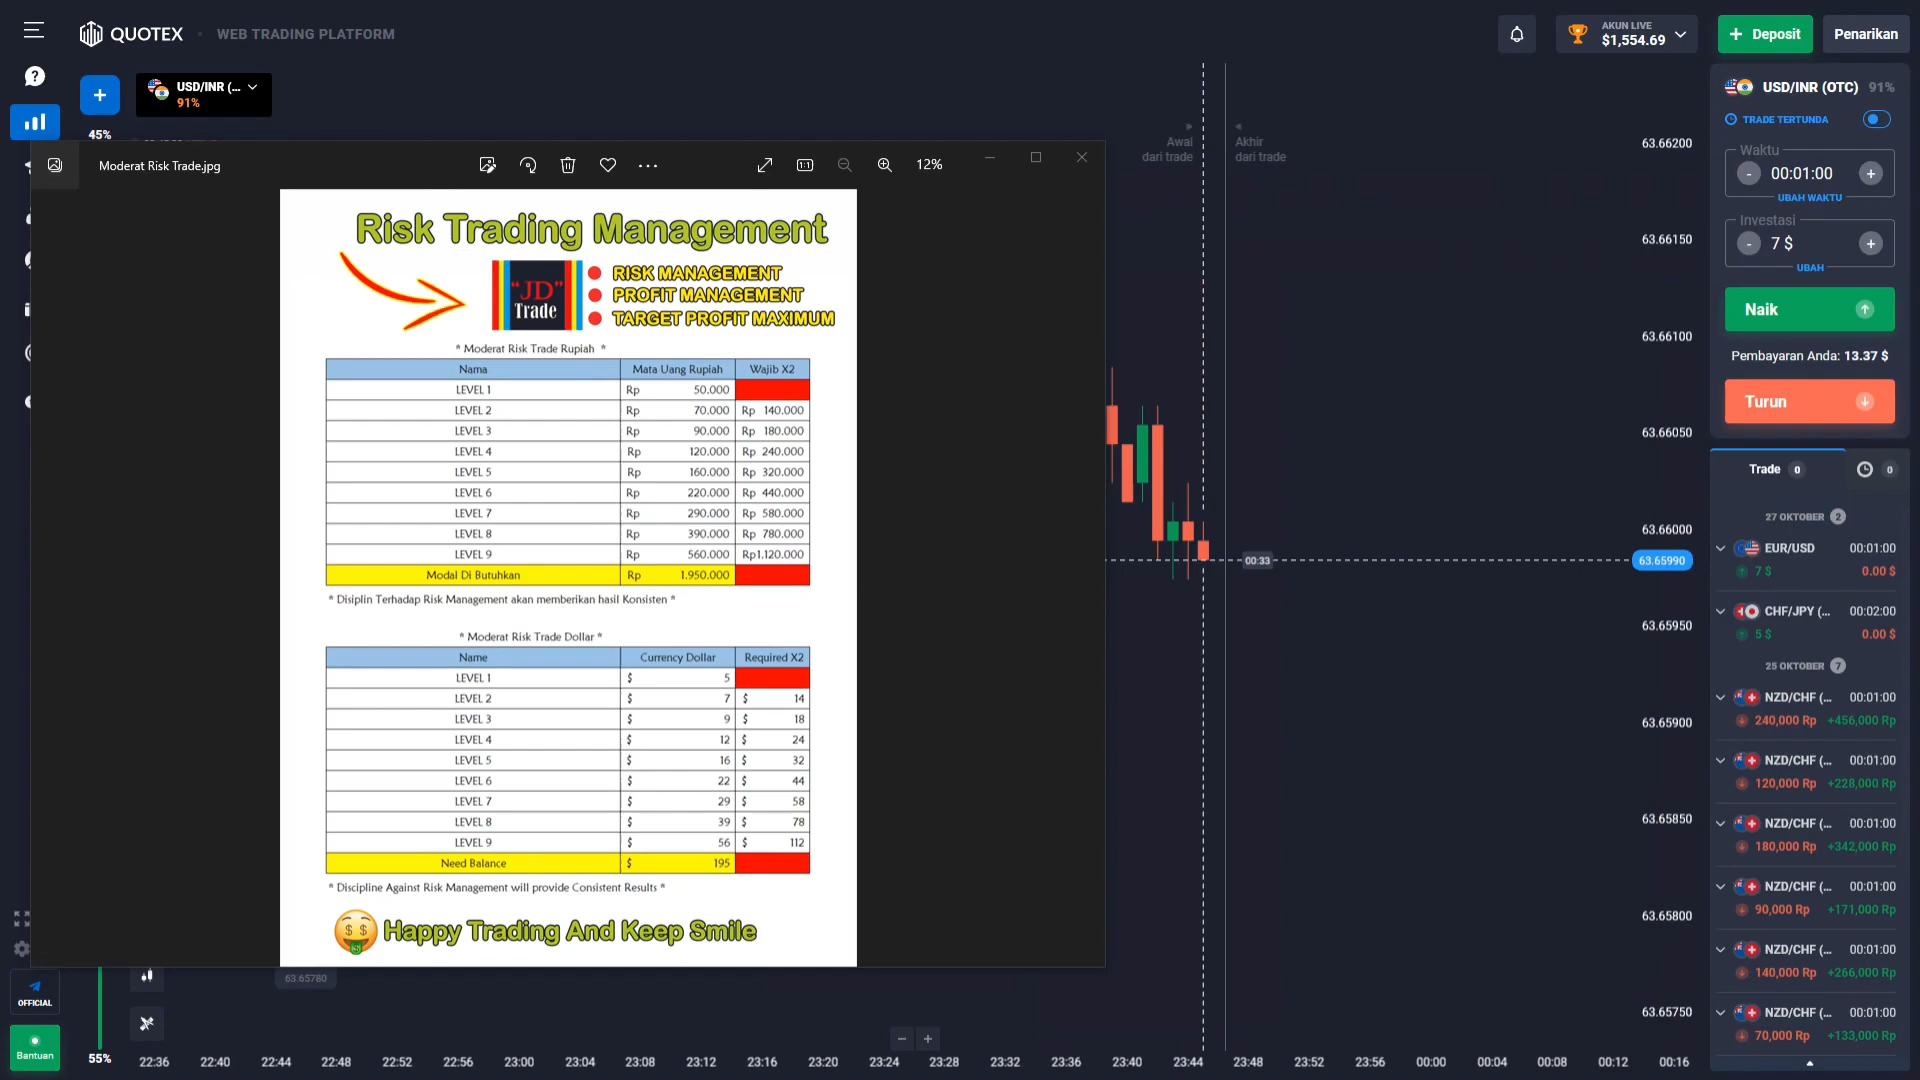 QUOTEX
WEB TRADING PLATFORM
AKUN LIVE
$1,554.69
Deposit
Penarikan
USD/INR (...
91%
45%
Moderat Risk Trade.jpg
12%
Risk Trading Management
"JD"
Trade
RISK MANAGEMENT
PROFIT MANAGEMENT
TARGET PROFIT MAXIMUM
* Moderat Risk Trade Rupiah *
Nama Mata Uang Rupiah Wajib X2
LEVEL 1 Rp 50.000
LEVEL 2 Rp 70.000 Rp 140.000
LEVEL 3 Rp 90.000 Rp 180.000
LEVEL 4 Rp 120.000 Rp 240.000
LEVEL 5 Rp 160.000 Rp 320.000
LEVEL 6 Rp 220.000 Rp 440.000
LEVEL 7 Rp 290.000 Rp 580.000
LEVEL 8 Rp 390.000 Rp 780.000
LEVEL 9 Rp 560.000 Rp1.120.000
Modal Di Butuhkan Rp 1.950.000
* Disiplin Terhadap Risk Management akan memberikan hasil Konsisten *
* Moderat Risk Trade Dollar *
Name Currency Dollar Required X2
LEVEL 1 $ 5
LEVEL 2 $ 7 $ 14
LEVEL 3 $ 9 $ 18
LEVEL 4 $ 12 $ 24
LEVEL 5 $ 16 $ 32
LEVEL 6 $ 22 $ 44
LEVEL 7 $ 29 $ 58
LEVEL 8 $ 39 $ 78
LEVEL 9 $ 56 $ 112
Need Balance $ 195
* Discipline Against Risk Management will provide Consistent Results *
Happy Trading And Keep Smile
OFFICIAL
Bantuan
55%
63.65780
Awal
dari trade
Akhir
dari trade
00:33
63.66200
63.66150
63.66100
63.66050
63.66000
63.65990
63.65950
63.65900
63.65850
63.65800
63.65750
22:36 22:40 22:44 22:48 22:52 22:56 23:00 23:04 23:08 23:12 23:16 23:20 23:24 23:28 23:32 23:36 23:40 23:44 23:48 23:52 23:56 00:00 00:04 00:08 00:12 00:16
USD/INR (OTC) 91%
TRADE TERTUNDA
Waktu
- 00:01:00 +
UBAH WAKTU
Investasi
- 7 $ +
UBAH
Naik
Pembayaran Anda: 13.37 $
Turun
Trade 0 0
27 OKTOBER 2
EUR/USD 00:01:00
7 $ 0.00 $
CHF/JPY (... 00:02:00
5 $ 0.00 $
25 OKTOBER 7
NZD/CHF (... 00:01:00
240,000 Rp +456,000 Rp
NZD/CHF (... 00:01:00
120,000 Rp +228,000 Rp
NZD/CHF (... 00:01:00
180,000 Rp +342,000 Rp
NZD/CHF (... 00:01:00
90,000 Rp +171,000 Rp
NZD/CHF (... 00:01:00
140,000 Rp +266,000 Rp
NZD/CHF (... 00:01:00
70,000 Rp +133,000 Rp